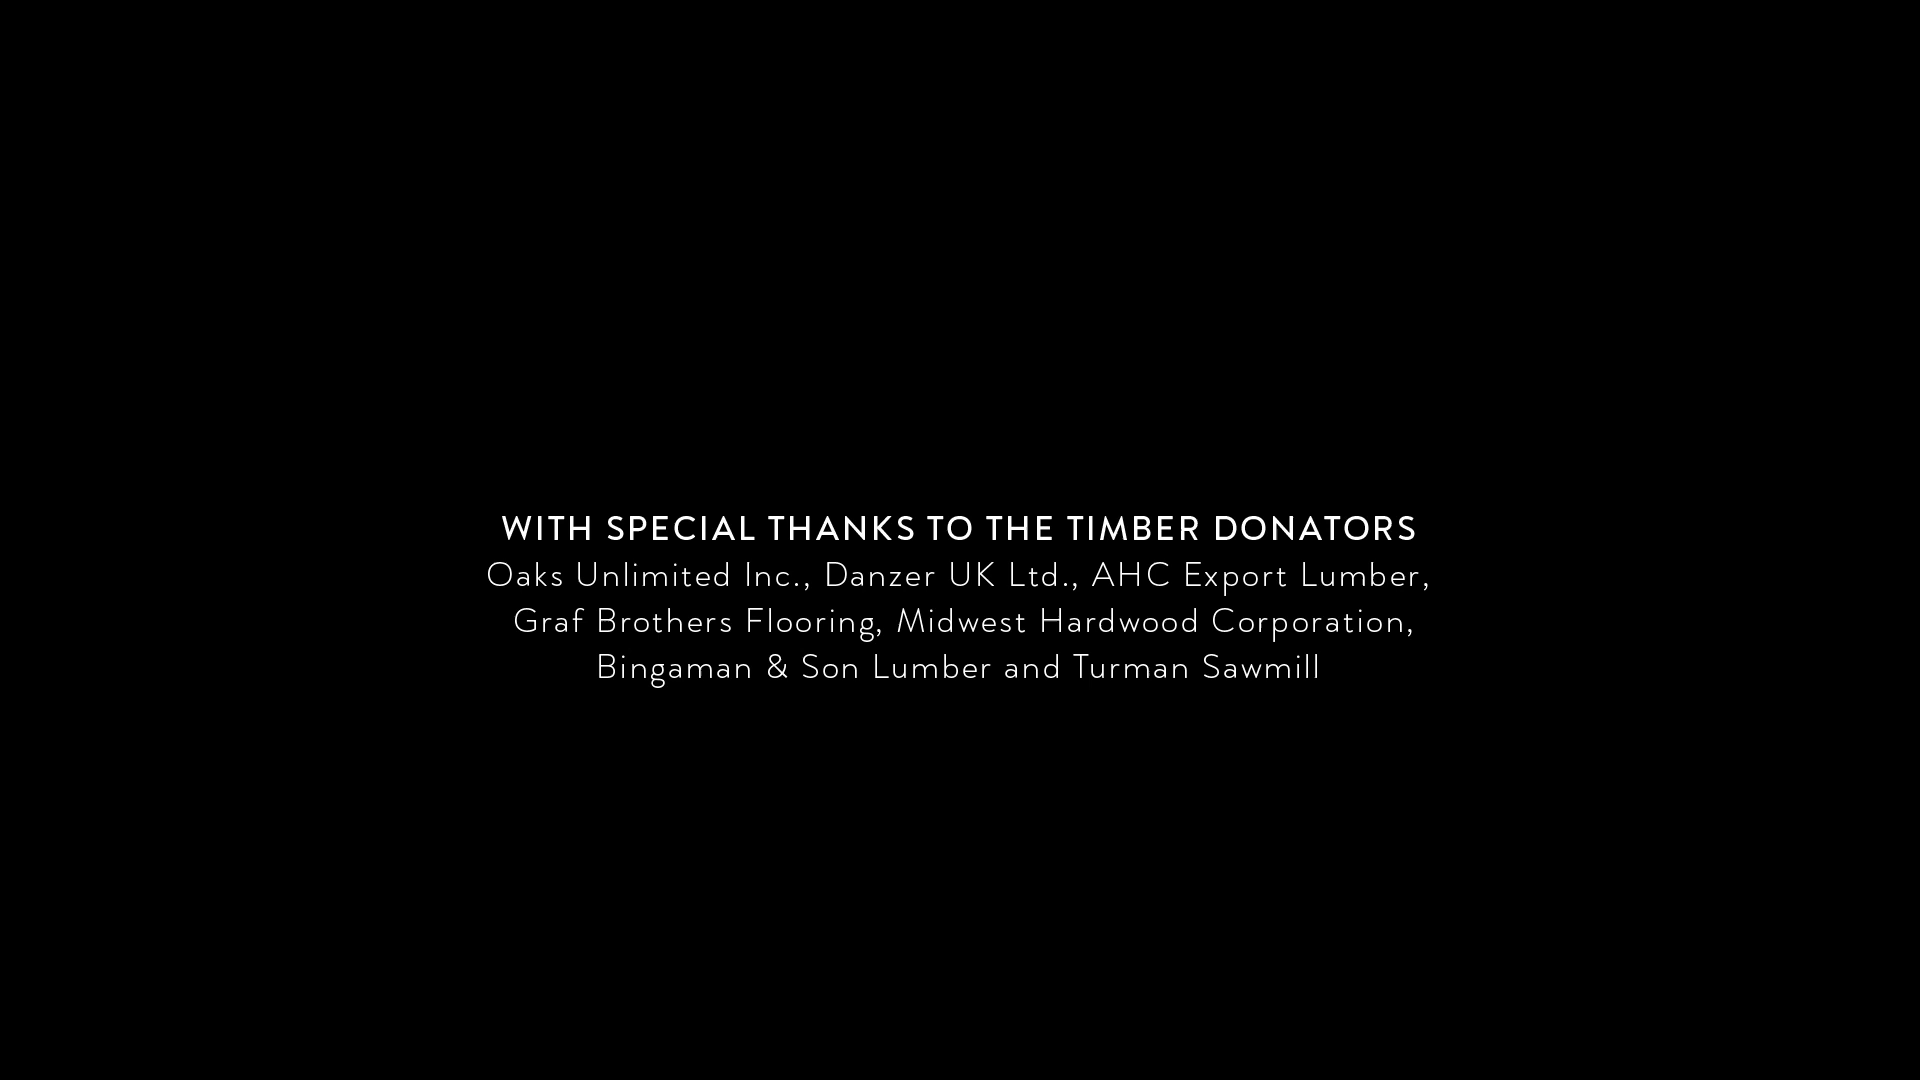 WITH SPECIAL THANKS TO THE TIMBER DONATORS
Oaks Unlimited Inc., Danzer UK Ltd., AHC Export Lumber,
Graf Brothers Flooring, Midwest Hardwood Corporation,
Bingaman & Son Lumber and Turman Sawmill